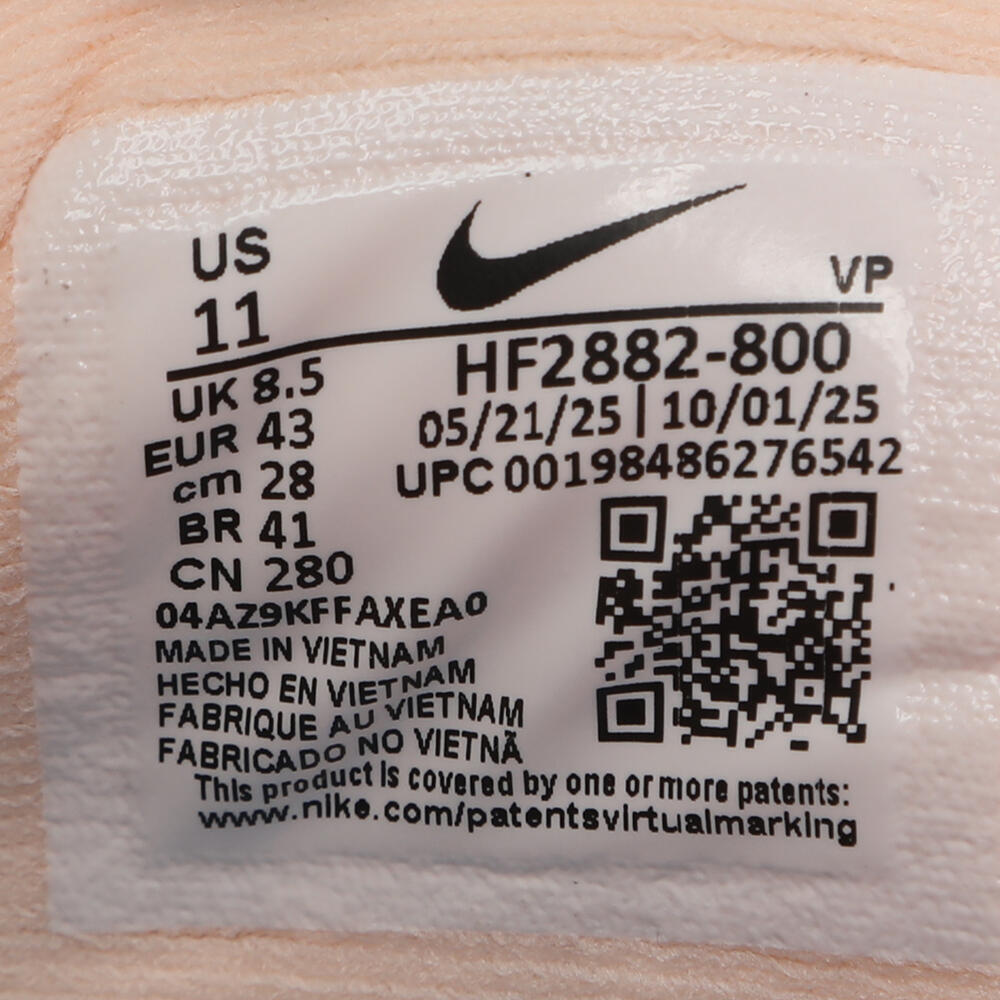 US
11
VP
UK 8.5
EUR 43
cm 28
BR 41
CN 280
HF2882-800
05/21/25 | 10/01/25
UPC 00198486276542
04AZ9KFFAXEA0
MADE IN VIETNAM
HECHO EN VIETNAM
FABRIQUE AU VIETNAM
FABRICADO NO VIETNÃ
This product is covered by one or more patents:
www.nike.com/patentsvirtualmarking